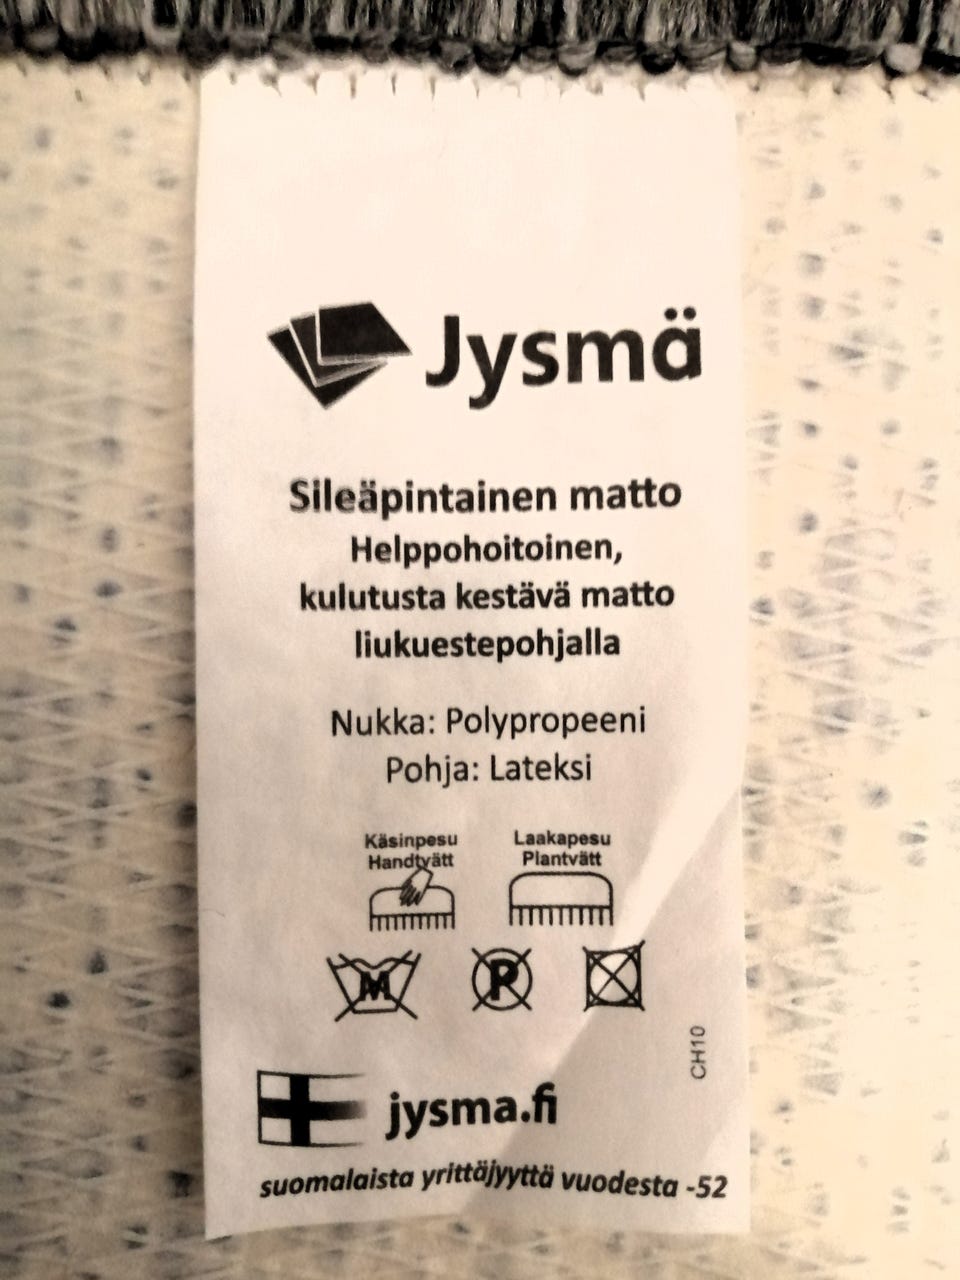 Jysmä
Sileäpintainen matto
Helppohoitoinen,
kulutusta kestävä matto
liukuestepohjalla
Nukka: Polypropeeni
Pohja: Lateksi
Käsinpesu
Handtvätt
Laakapesu
Plantvätt
M
P
CH10
jysma.fi
suomalaista yrittäjyyttä vuodesta -52